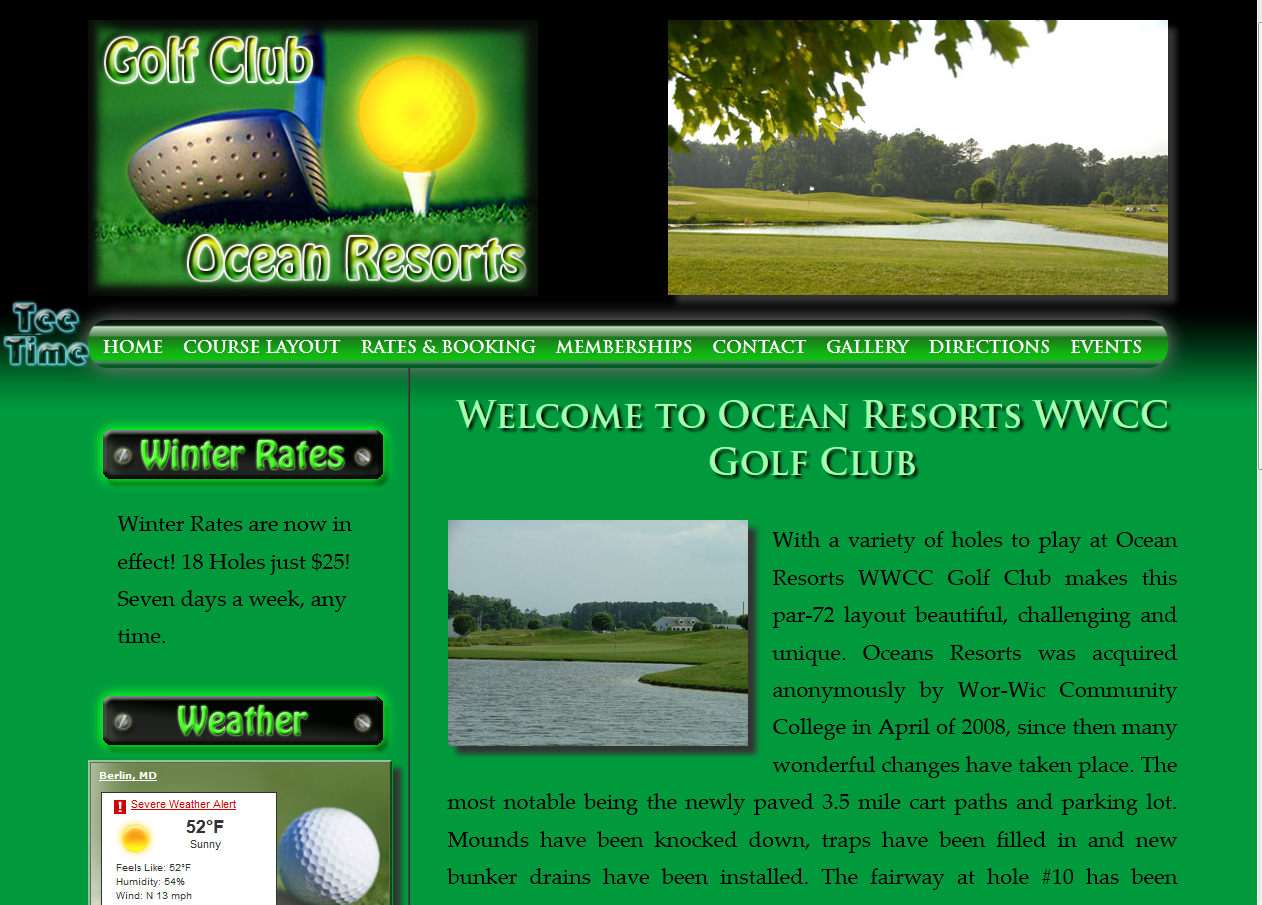 Golf Club
Ocean Resorts
Tee
Time
HOME COURSE LAYOUT RATES & BOOKING MEMBERSHIPS CONTACT GALLERY DIRECTIONS EVENTS
Winter Rates
Winter Rates are now in
effect! 18 Holes just $25!
Seven days a week, any
time.
Weather
Berlin, MD
! Severe Weather Alert
52°F
Sunny
Feels Like: 52°F
Humidity: 54%
Wind: N 13 mph
Welcome to Ocean Resorts WWCC
Golf Club
With a variety of holes to play at Ocean
Resorts WWCC Golf Club makes this
par-72 layout beautiful, challenging and
unique. Oceans Resorts was acquired
anonymously by Wor-Wic Community
College in April of 2008, since then many
wonderful changes have taken place. The
most notable being the newly paved 3.5 mile cart paths and parking lot.
Mounds have been knocked down, traps have been filled in and new
bunker drains have been installed. The fairway at hole #10 has been